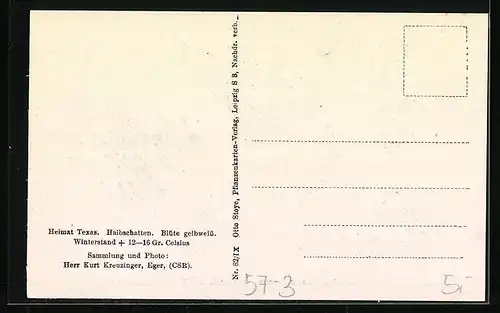 Heimat Texas. Halbschatten. Blüte gelbweiß.
Winterstand + 12—16 Gr. Celsius
Sammlung und Photo:
Herr Kurt Kreuzinger, Eger, (CSR).
Nr. 82/IX Otto Stoye, Pflanzenkarten-Verlag, Leipzig S 3, Nachdr. verb.
57-3
5,-